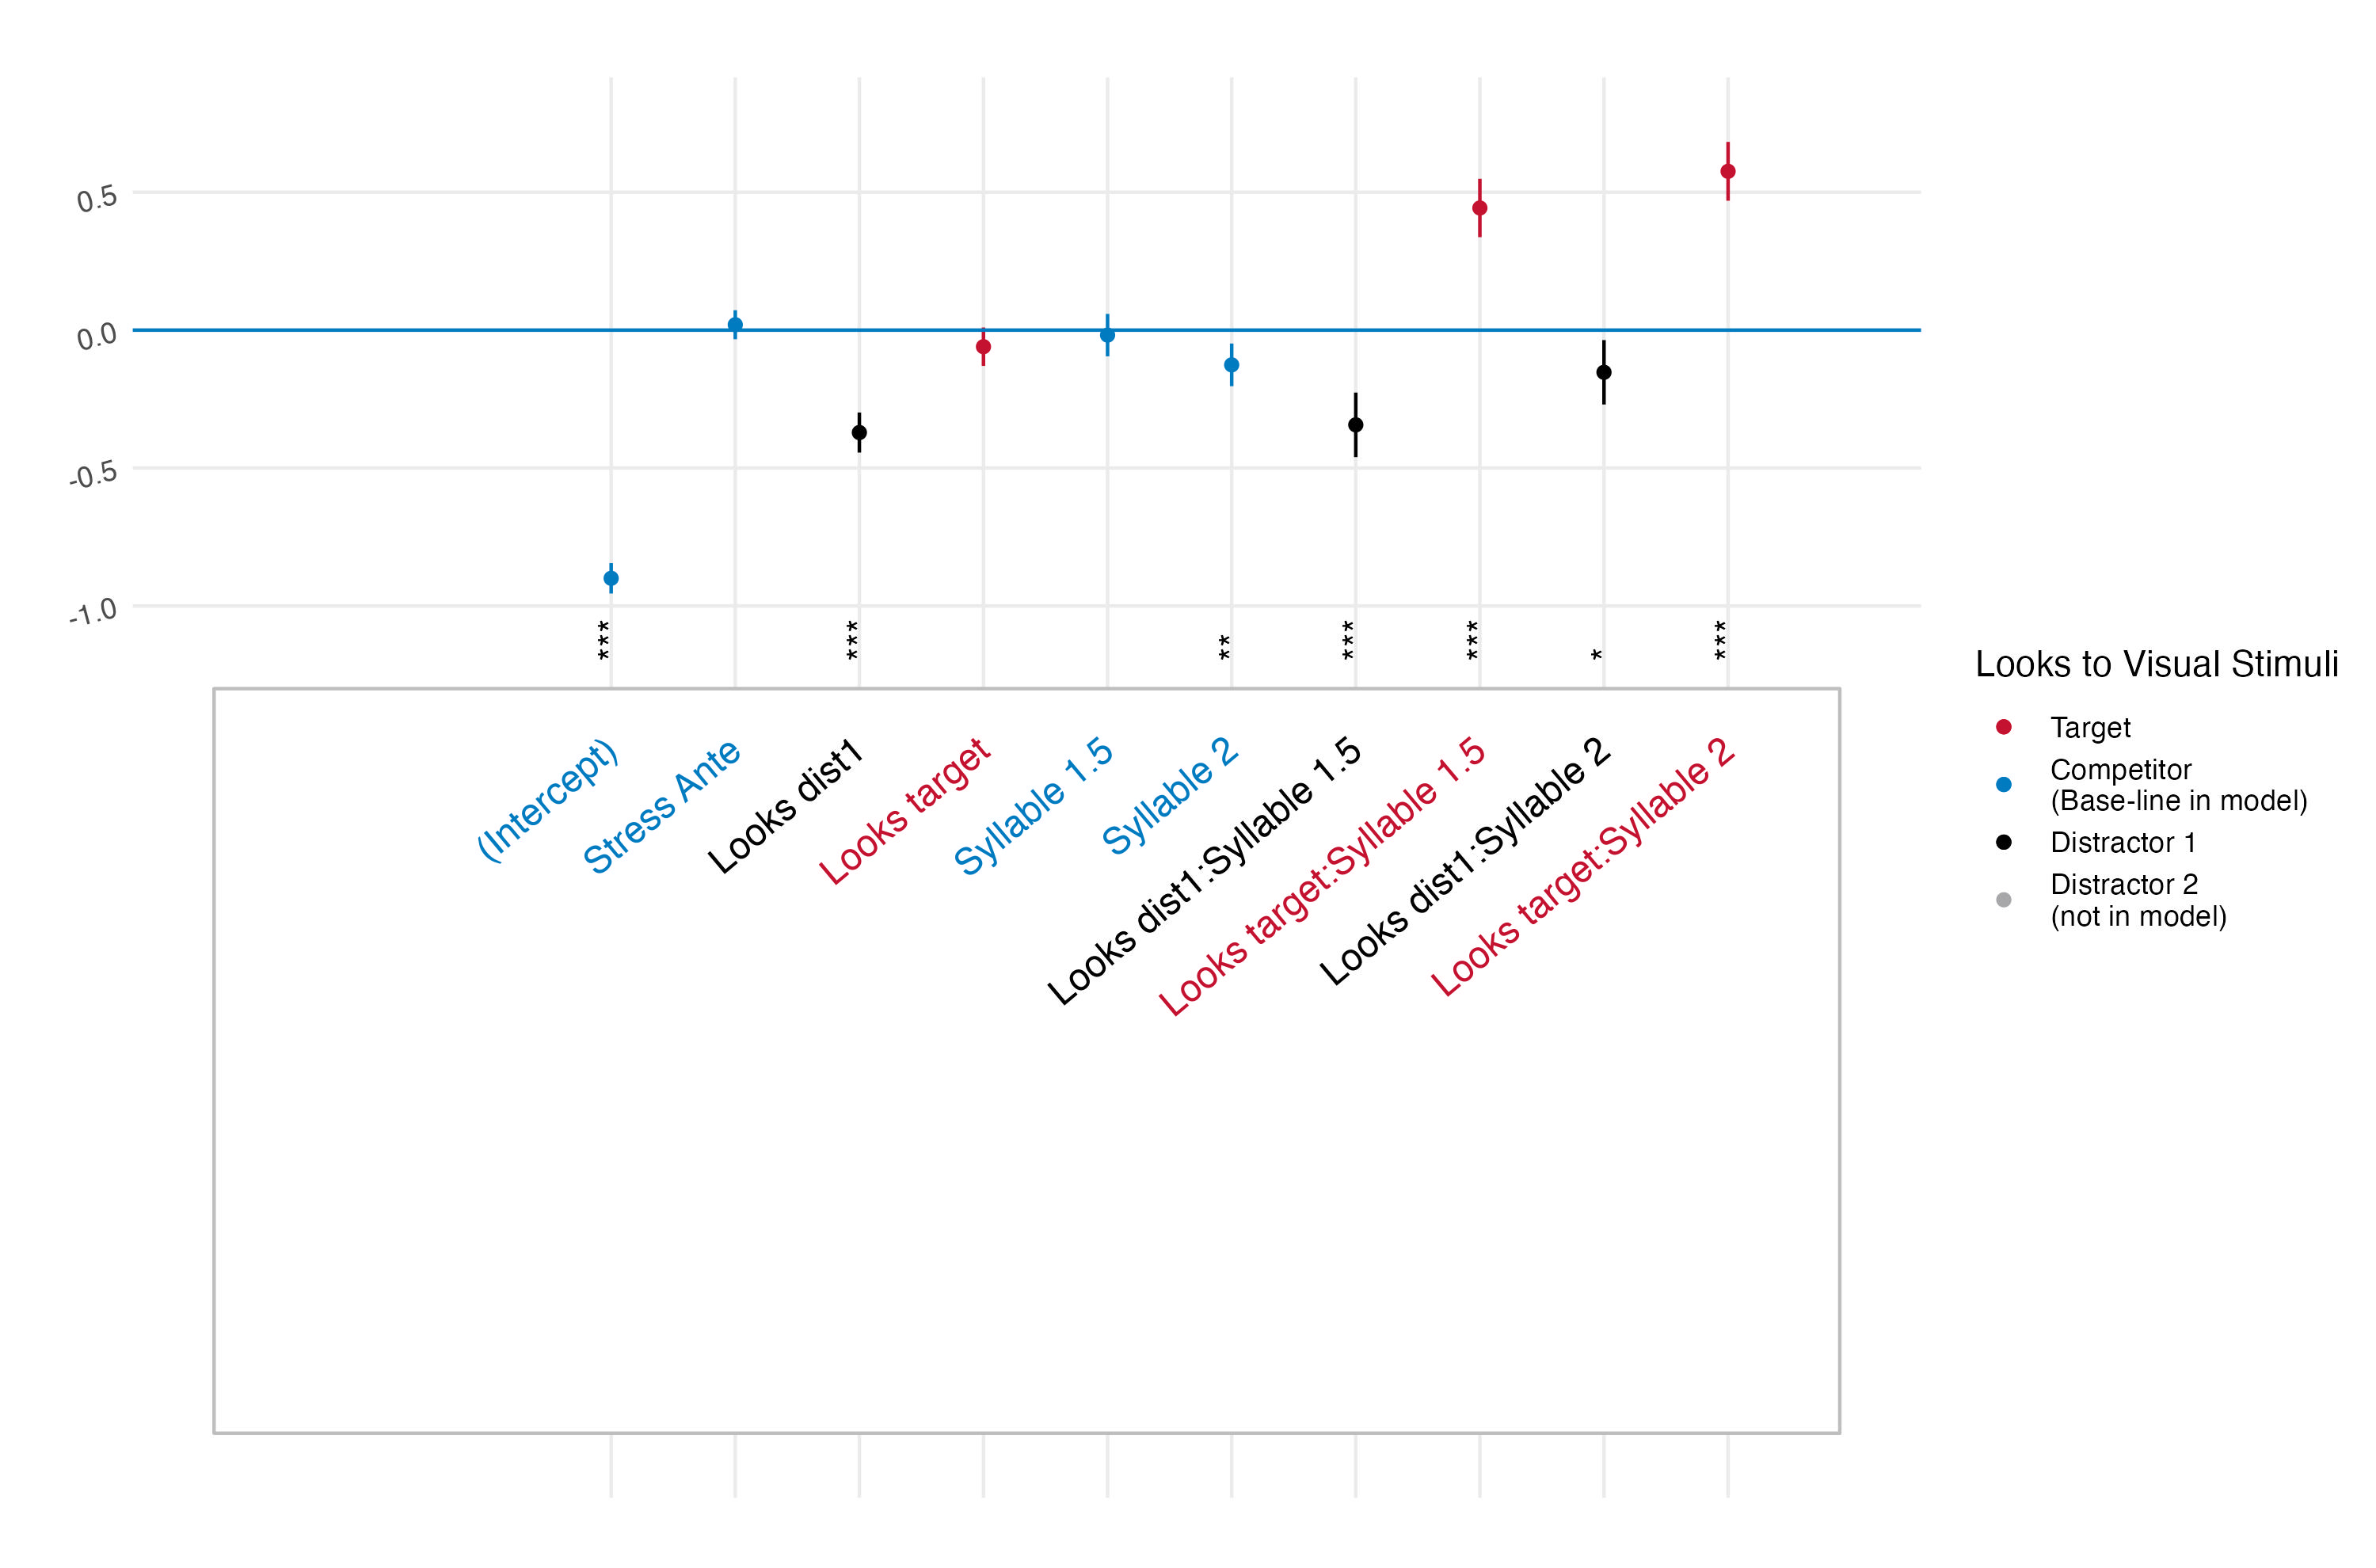 0.5
0.0
-0.5
-1.0
***
***
**
***
***
*
***
(Intercept)
Stress Ante
Looks dist1
Looks target
Syllable 1.5
Syllable 2
Looks dist1:Syllable 1.5
Looks target:Syllable 1.5
Looks dist1:Syllable 2
Looks target:Syllable 2
Looks to Visual Stimuli
Target
Competitor
(Base-line in model)
Distractor 1
Distractor 2
(not in model)